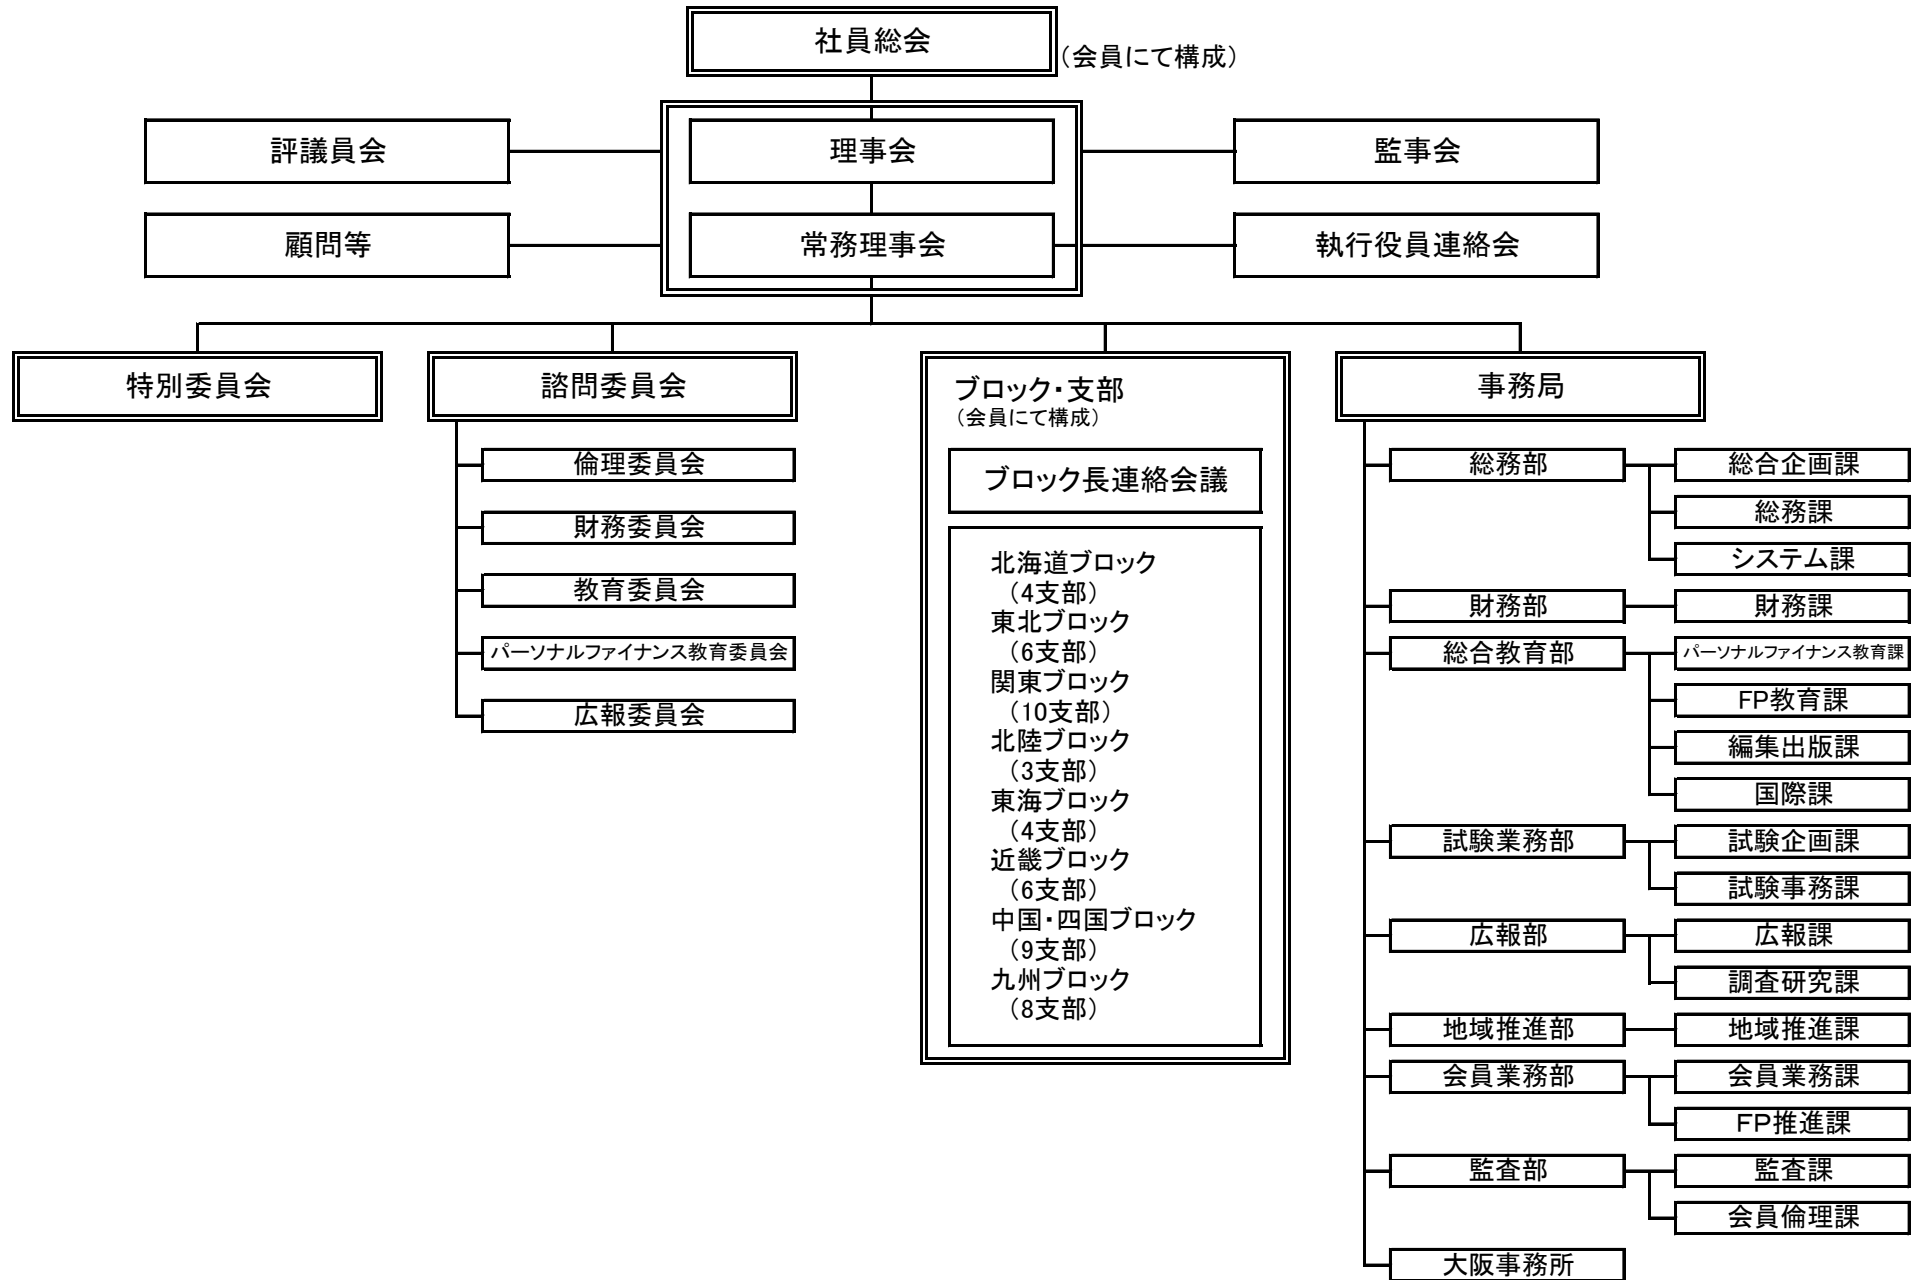 社員総会
(会員にて構成)
評議員会
理事会
監事会
顧問等
常務理事会
執行役員連絡会
特別委員会
諮問委員会
倫理委員会
財務委員会
教育委員会
パーソナルファイナンス教育委員会
広報委員会
ブロック・支部
(会員にて構成)
ブロック長連絡会議
北海道ブロック
(4支部)
東北ブロック
(6支部)
関東ブロック
(10支部)
北陸ブロック
(3支部)
東海ブロック
(4支部)
近畿ブロック
(6支部)
中国・四国ブロック
(9支部)
九州ブロック
(8支部)
事務局
総務部
総合企画課
総務課
システム課
財務部
財務課
総合教育部
パーソナルファイナンス教育課
FP教育課
編集出版課
国際課
試験業務部
試験企画課
試験事務課
広報部
広報課
調査研究課
地域推進部
地域推進課
会員業務部
会員業務課
FP推進課
監査部
監査課
会員倫理課
大阪事務所